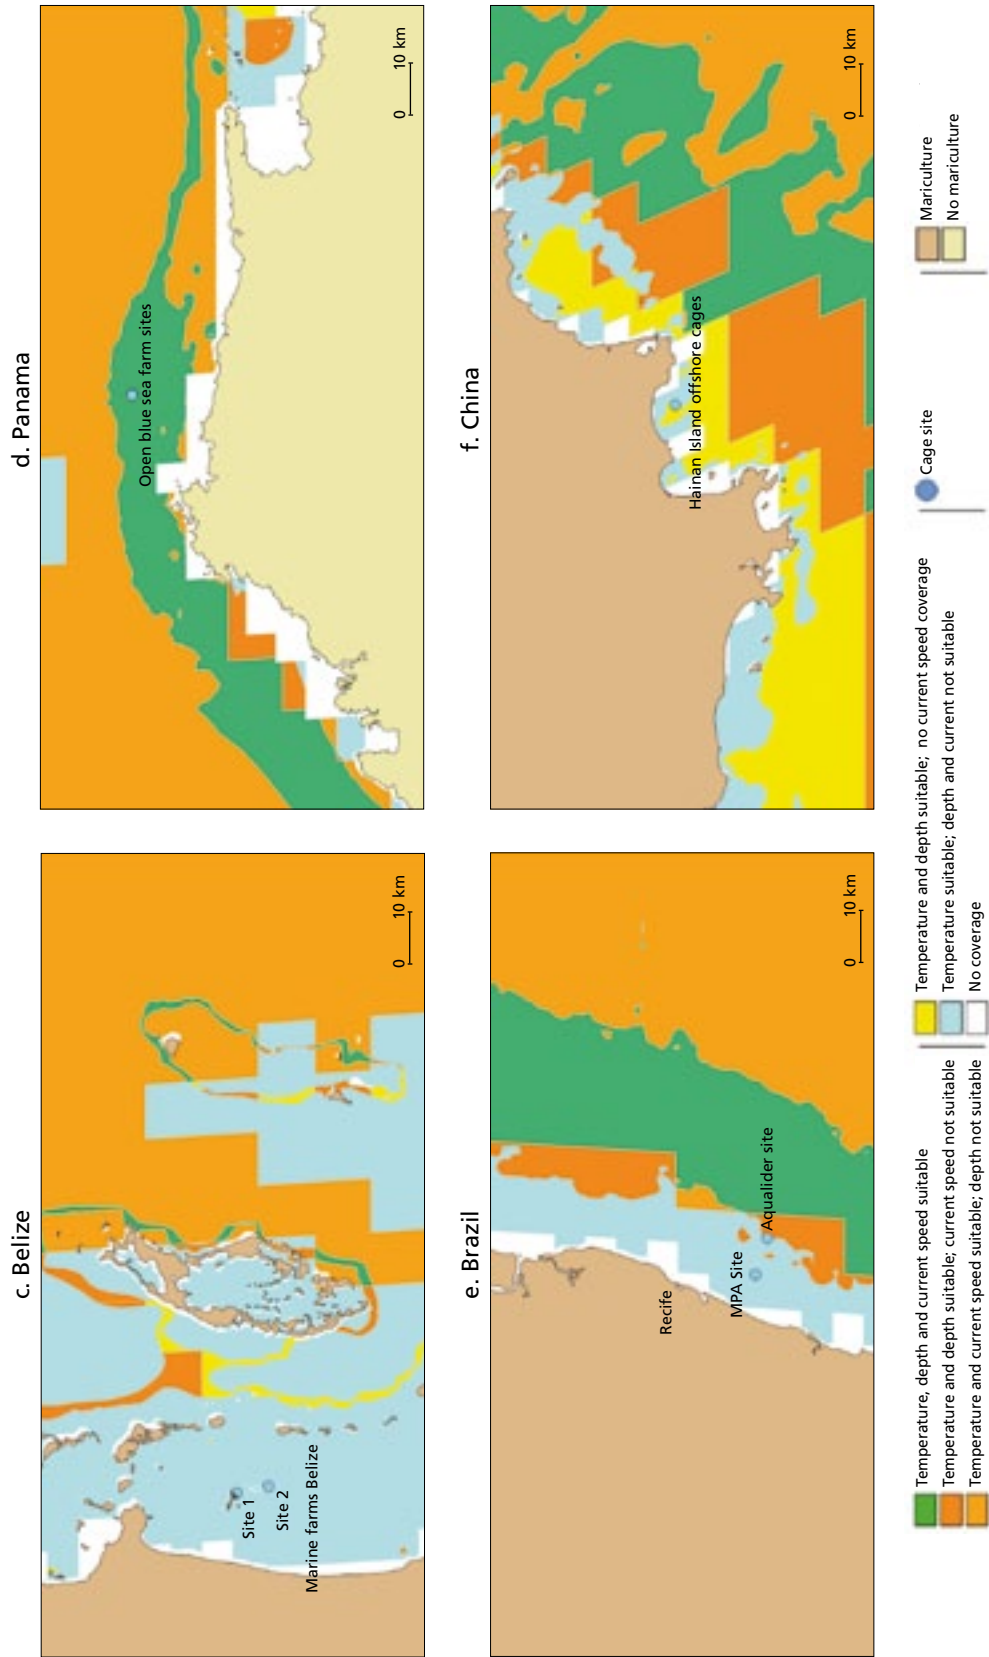 c. Belize
Site 1
Site 2
Marine farms Belize
0 10 km
d. Panama
Open blue sea farm sites
0 10 km
e. Brazil
Recife
MPA Site
Aqualider site
0 10 km
f. China
Hainan Island offshore cages
0 10 km
Temperature, depth and current speed suitable
Temperature and depth suitable; current speed not suitable
Temperature and current speed suitable; depth not suitable
Temperature and depth suitable; no current speed coverage
Temperature suitable; depth and current not suitable
No coverage
Cage site
Mariculture
No mariculture